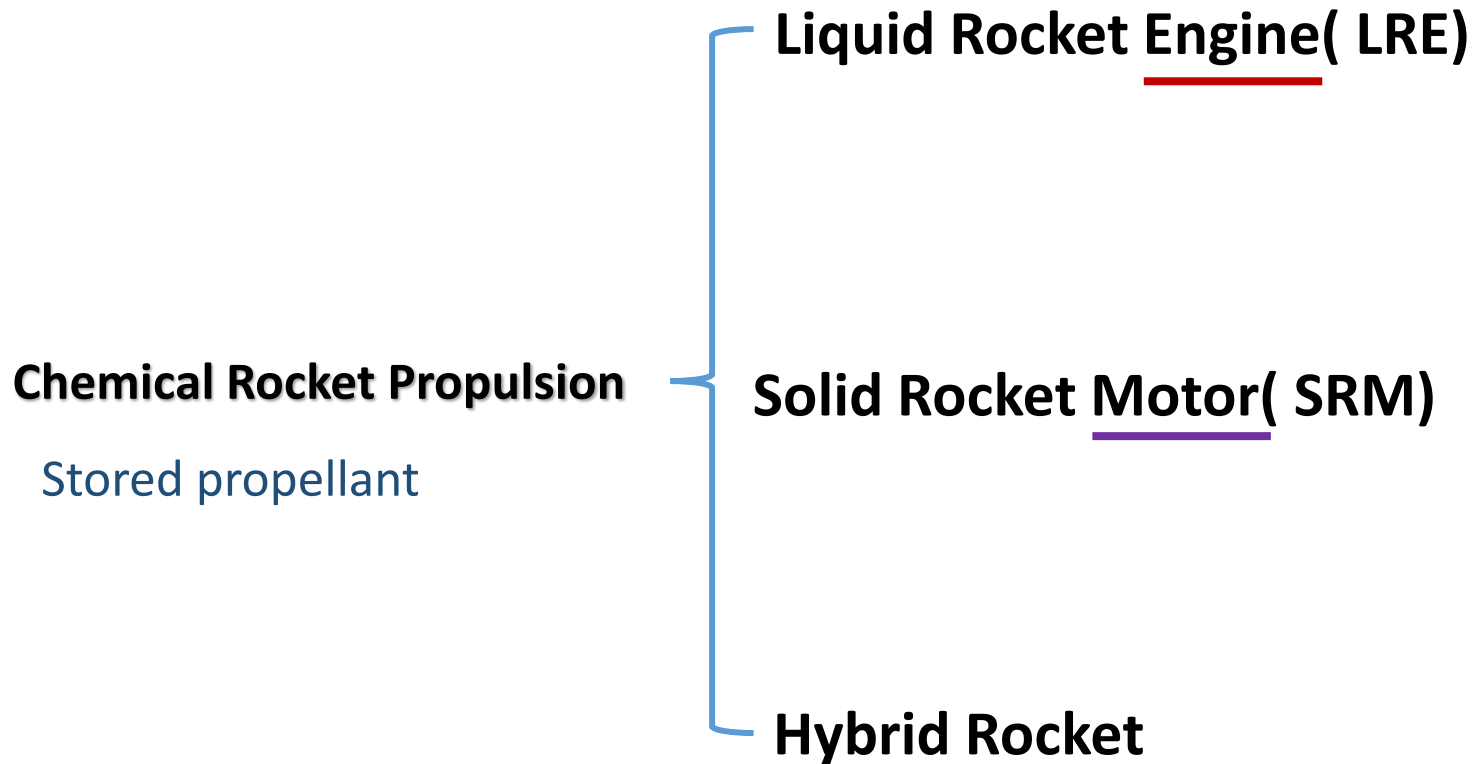 Liquid Rocket Engine( LRE)
Chemical Rocket Propulsion
Stored propellant
Solid Rocket Motor( SRM)
Hybrid Rocket